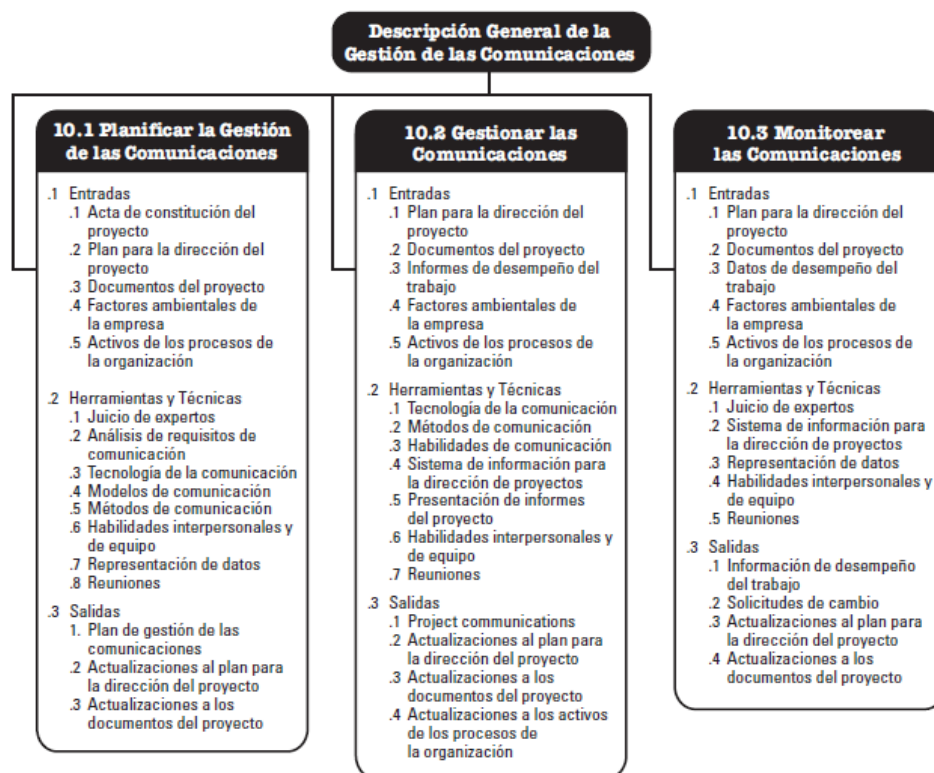 Descripción General de la
Gestión de las Comunicaciones
10.1 Planificar la Gestión
de las Comunicaciones
.1 Entradas
.1 Acta de constitución del
proyecto
.2 Plan para la dirección del
proyecto
.3 Documentos del proyecto
.4 Factores ambientales de
la empresa
.5 Activos de los procesos de
la organización
.2 Herramientas y Técnicas
.1 Juicio de expertos
.2 Análisis de requisitos de
comunicación
.3 Tecnología de la comunicación
.4 Modelos de comunicación
.5 Métodos de comunicación
.6 Habilidades interpersonales y
de equipo
.7 Representación de datos
.8 Reuniones
.3 Salidas
1. Plan de gestión de las
comunicaciones
.2 Actualizaciones al plan para
la dirección del proyecto
.3 Actualizaciones a los
documentos del proyecto
10.2 Gestionar las
Comunicaciones
.1 Entradas
.1 Plan para la dirección del
proyecto
.2 Documentos del proyecto
.3 Informes de desempeño del
trabajo
.4 Factores ambientales de
la empresa
.5 Activos de los procesos de
la organización
.2 Herramientas y Técnicas
.1 Tecnología de la comunicación
.2 Métodos de comunicación
.3 Habilidades de comunicación
.4 Sistema de información para
la dirección de proyectos
.5 Presentación de informes
del proyecto
.6 Habilidades interpersonales y
de equipo
.7 Reuniones
.3 Salidas
.1 Project communications
.2 Actualizaciones al plan para
la dirección del proyecto
.3 Actualizaciones a los
documentos del proyecto
.4 Actualizaciones a los activos
de los procesos de
la organización
10.3 Monitorear
las Comunicaciones
.1 Entradas
.1 Plan para la dirección del
proyecto
.2 Documentos del proyecto
.3 Datos de desempeño del
trabajo
.4 Factores ambientales de
la empresa
.5 Activos de los procesos de
la organización
.2 Herramientas y Técnicas
.1 Juicio de expertos
.2 Sistema de información para
la dirección de proyectos
.3 Representación de datos
.4 Habilidades interpersonales y
de equipo
.5 Reuniones
.3 Salidas
.1 Información de desempeño
del trabajo
.2 Solicitudes de cambio
.3 Actualizaciones al plan para
la dirección del proyecto
.4 Actualizaciones a los
documentos del proyecto